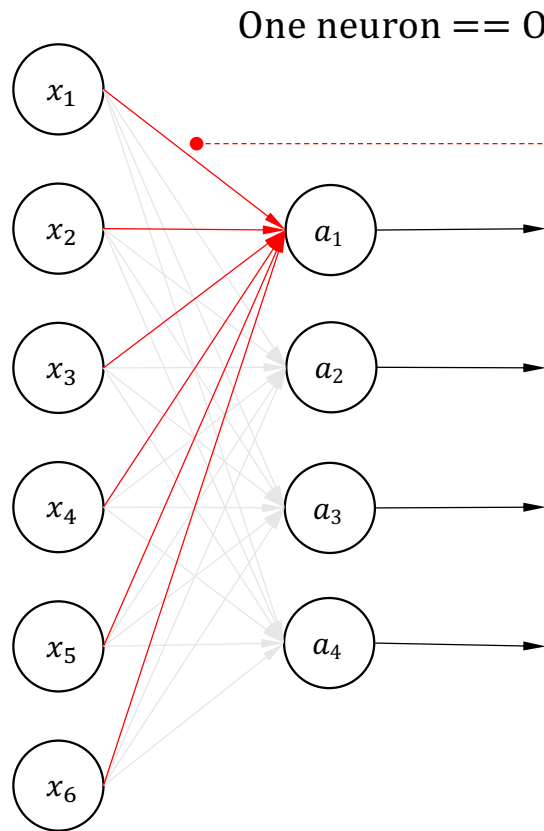 One neuron == O
x₁
x₂
a₁
x₃
a₂
x₄
a₃
x₅
a₄
x₆